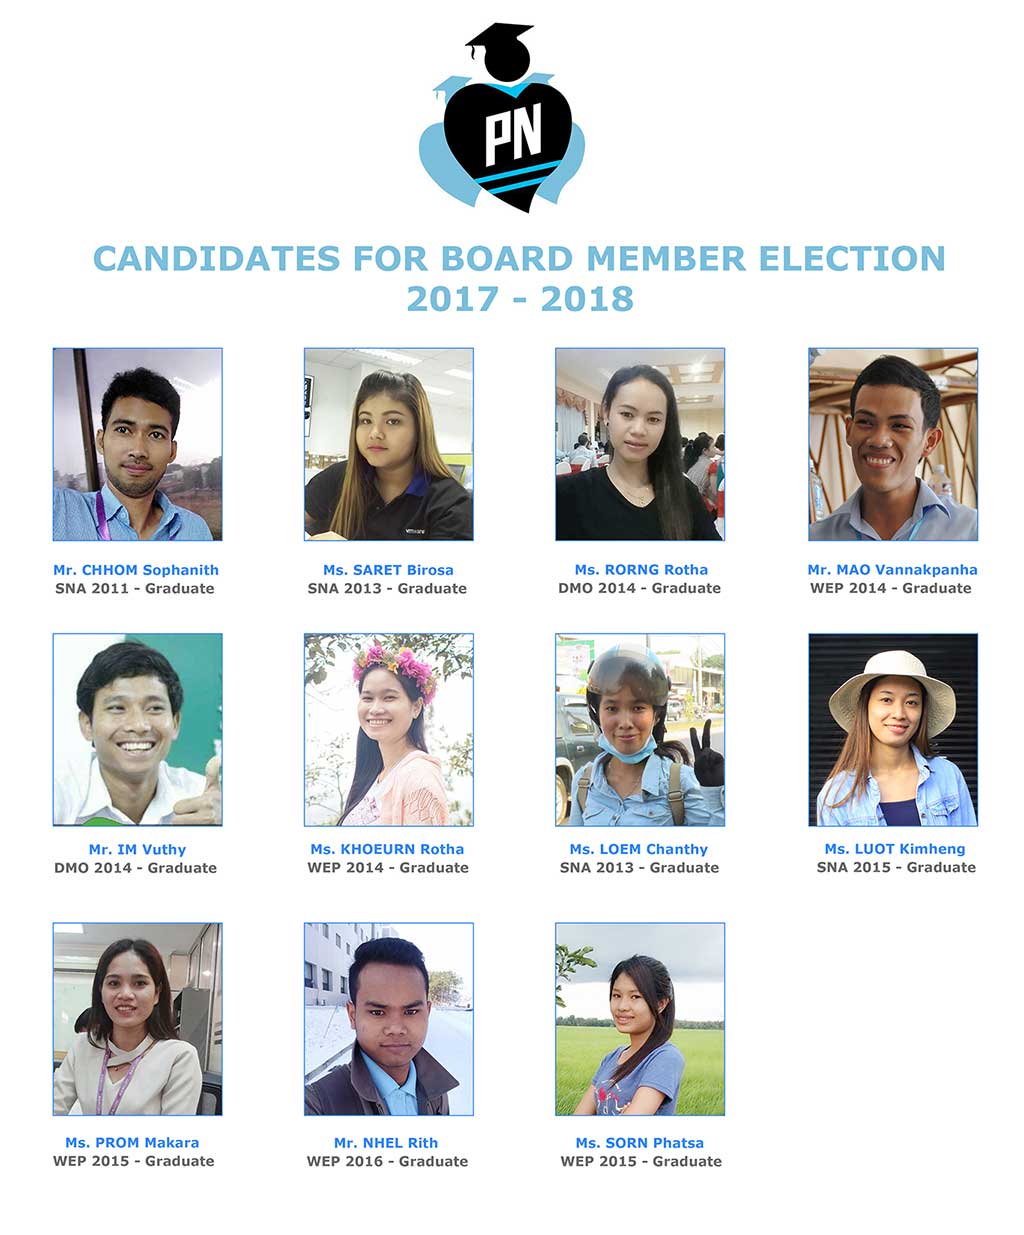 PN
CANDIDATES FOR BOARD MEMBER ELECTION
2017 - 2018
vmware
Mr. CHHOM Sophanith
SNA 2011 - Graduate
Ms. SARET Birosa
SNA 2013 - Graduate
Ms. RORNG Rotha
DMO 2014 - Graduate
Mr. MAO Vannakpanha
WEP 2014 - Graduate
Mr. IM Vuthy
DMO 2014 - Graduate
Ms. KHOEURN Rotha
WEP 2014 - Graduate
Ms. LOEM Chanthy
SNA 2013 - Graduate
Ms. LUOT Kimheng
SNA 2015 - Graduate
Ms. PROM Makara
WEP 2015 - Graduate
Mr. NHEL Rith
WEP 2016 - Graduate
Ms. SORN Phatsa
WEP 2015 - Graduate